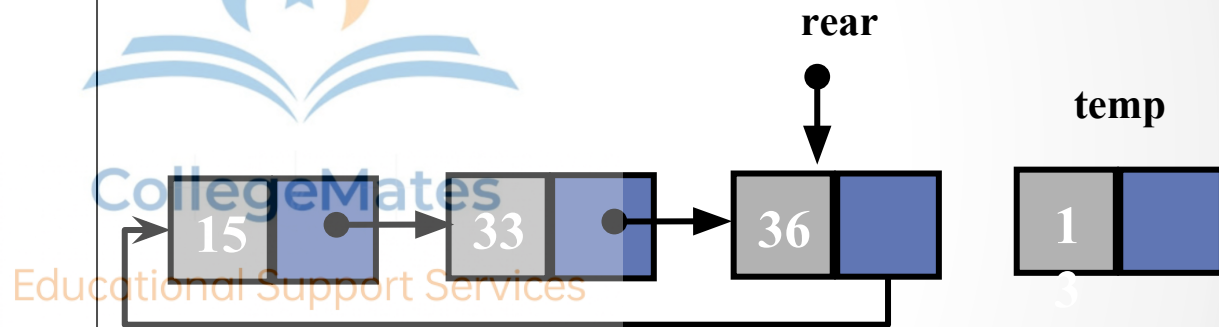 rear
temp
CollegeMates
15 33 36 1
3
Educational Support Services